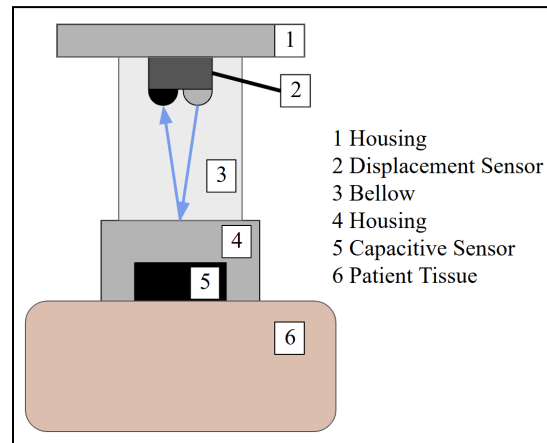 1
2
3
4
5
6
1 Housing
2 Displacement Sensor
3 Bellow
4 Housing
5 Capacitive Sensor
6 Patient Tissue